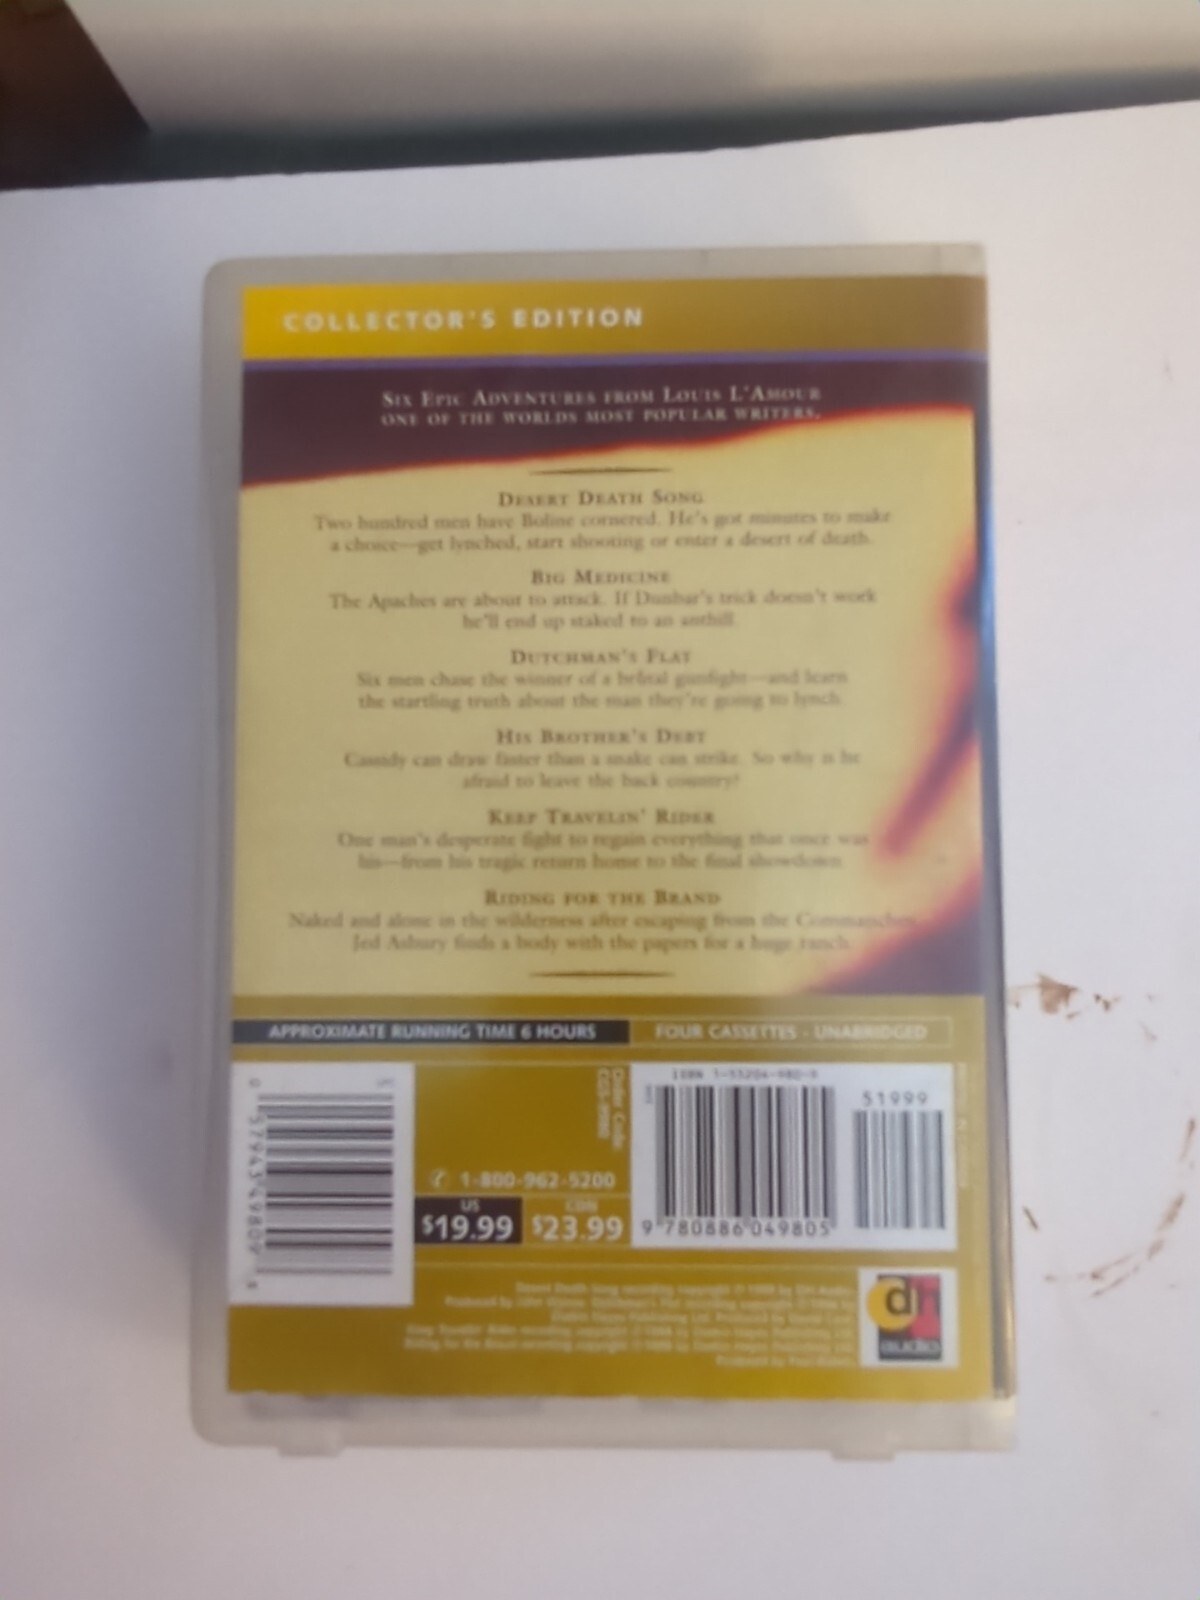 COLLECTOR'S EDITION
SIX EPIC ADVENTURES FROM LOUIS L'AMOUR
ONE OF THE WORLDS MOST POPULAR WRITERS.
DESERT DEATH SONG
Two hundred men have Boline cornered. He's got minutes to make
a choice—get lynched, start shooting or enter a desert of death.
BIG MEDICINE
The Apaches are about to attack. If Dunbar's trick doesn't work
he'll end up staked to an anthill.
DUTCHMAN'S FLAT
Six men chase the winner of a brutal gunfight—and learn
the startling truth about the man they're going to lynch.
HIS BROTHER'S DEBT
Cassidy can draw faster than a snake can strike. So why is he
afraid to leave the back country?
KEEP TRAVELIN' RIDER
One man's desperate fight to regain everything that once was
his—from his tragic return home to the final showdown.
RIDING FOR THE BRAND
Naked and alone in the wilderness after escaping from the Commanches,
Jed Asbury finds a body with the papers for a huge ranch.
APPROXIMATE RUNNING TIME 6 HOURS
FOUR CASSETTES - UNABRIDGED
Order Code
1-800-962-5200
US
$19.99
CDN
$23.99
51999
9 780886 049805
dh
audio